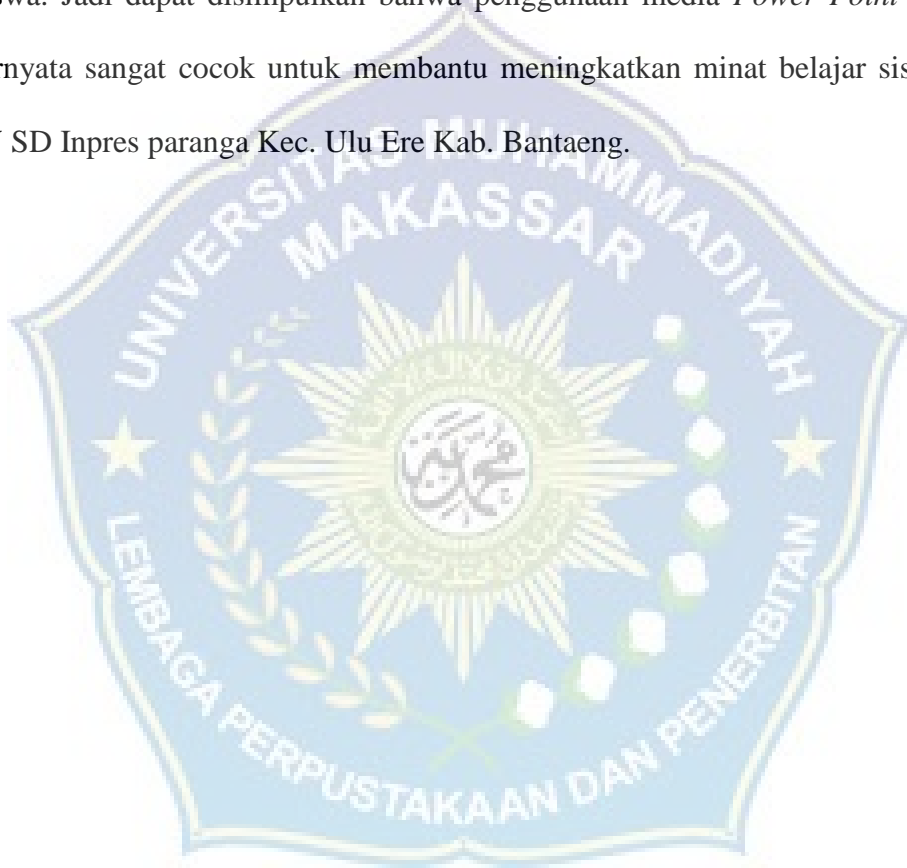 swa. Jadi dapat disimpulkan bahwa penggunaan media Power Point
rnyata sangat cocok untuk membantu meningkatkan minat belajar sis
SD Inpres paranga Kec. Ulu Ere Kab. Bantaeng.
UNIVERSITAS MUHAMMADIYAH
MAKASSAR
محمدية
LEMBAGA PERPUSTAKAAN DAN PENERBITAN